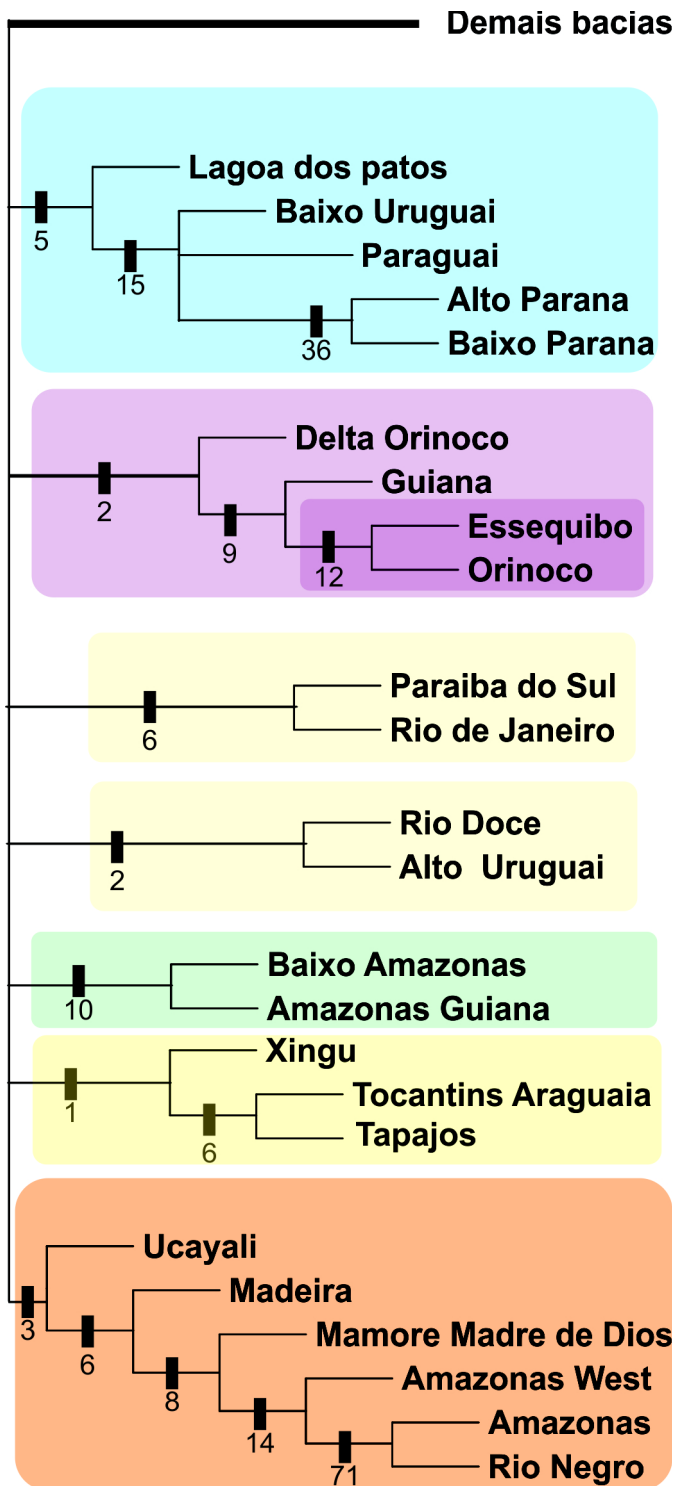 Demais bacias
Lagoa dos patos
Baixo Uruguai
5
Paraguai
15
Alto Parana
36
Baixo Parana
Delta Orinoco
Guiana
2
Essequibo
9
12
Orinoco
Paraiba do Sul
6
Rio de Janeiro
Rio Doce
2
Alto Uruguai
Baixo Amazonas
10
Amazonas Guiana
Xingu
1
Tocantins Araguaia
6
Tapajos
Ucayali
Madeira
3
Mamore Madre de Dios
6
Amazonas West
8
Amazonas
14
Rio Negro
71